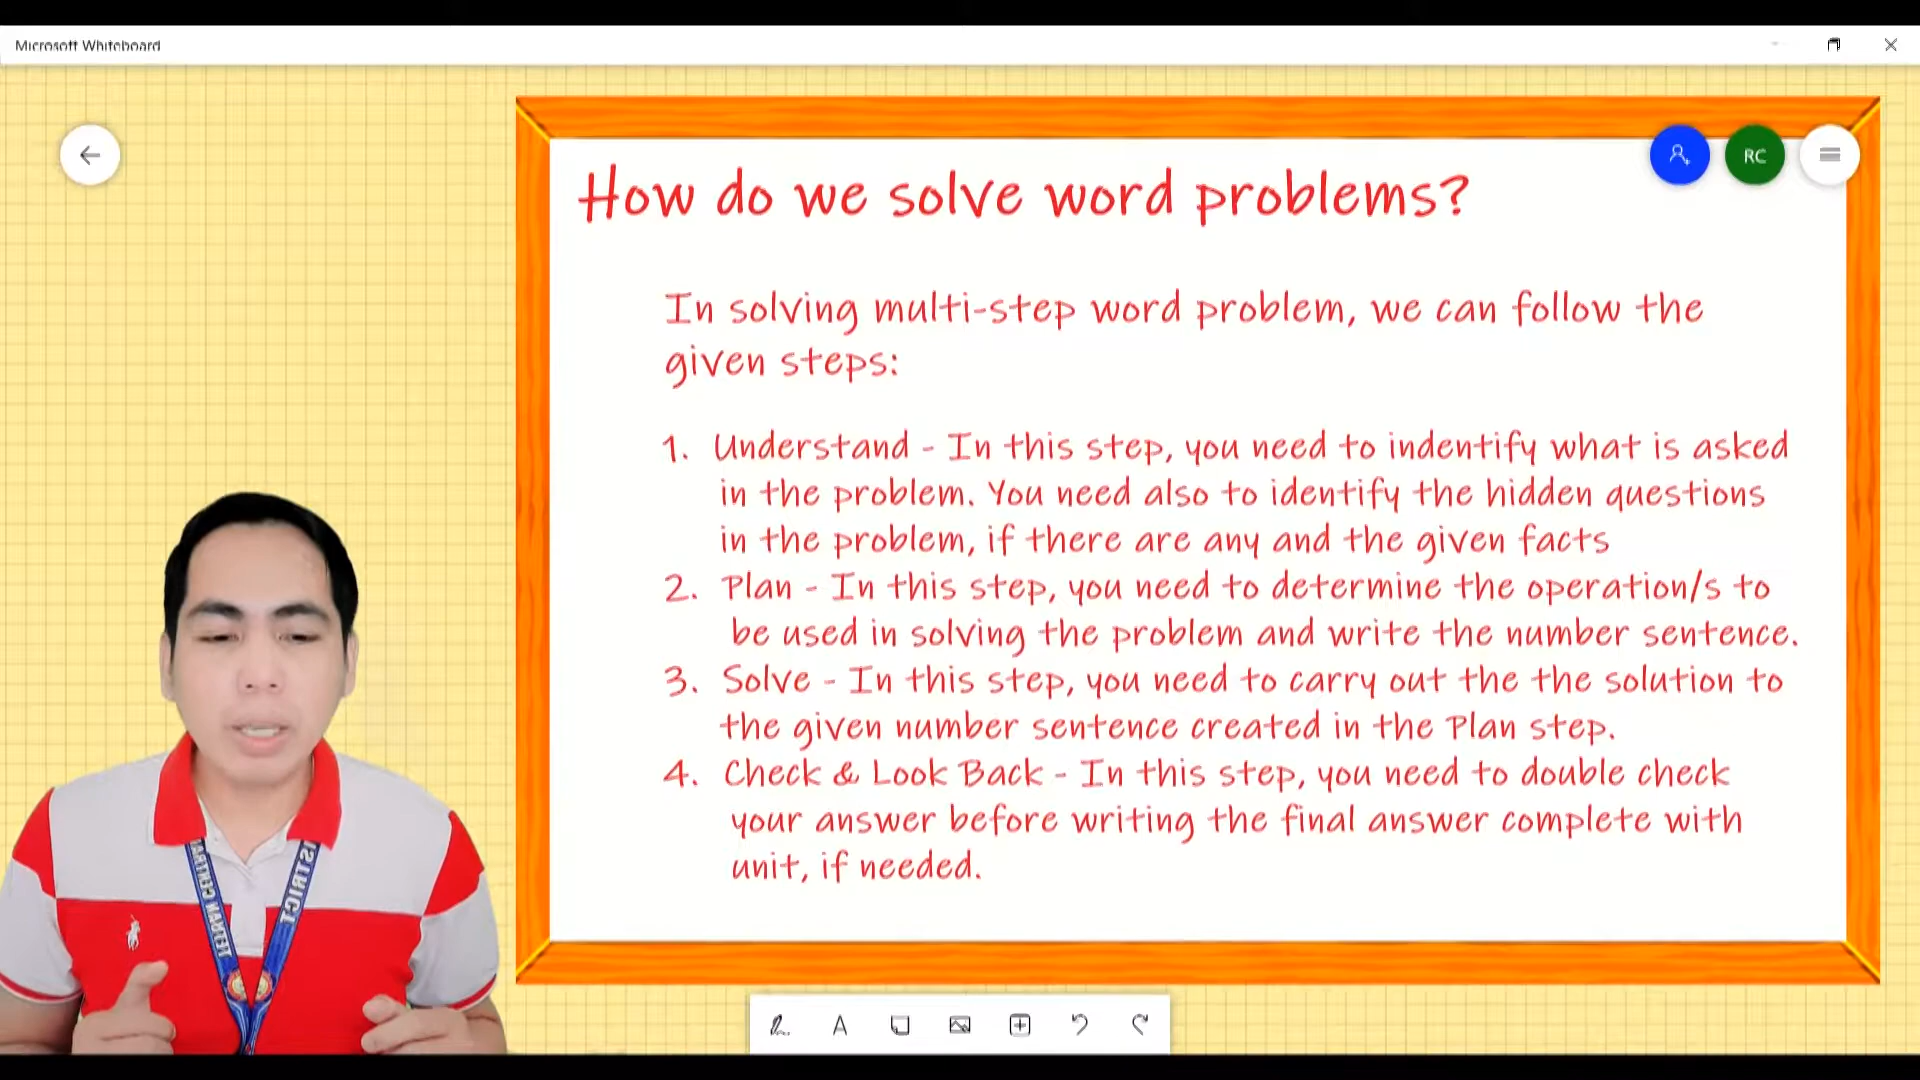 Microsoft Whiteboard
RC
How do we solve word problems?
In solving multi-step word problem, we can follow the
given steps:
1. Understand - In this step, you need to indentify what is asked
in the problem. You need also to identify the hidden questions
in the problem, if there are any and the given facts
2. Plan - In this step, you need to determine the operation/s to
be used in solving the problem and write the number sentence.
3. Solve - In this step, you need to carry out the the solution to
the given number sentence created in the Plan step.
4. Check & Look Back - In this step, you need to double check
your answer before writing the final answer complete with
unit, if needed.